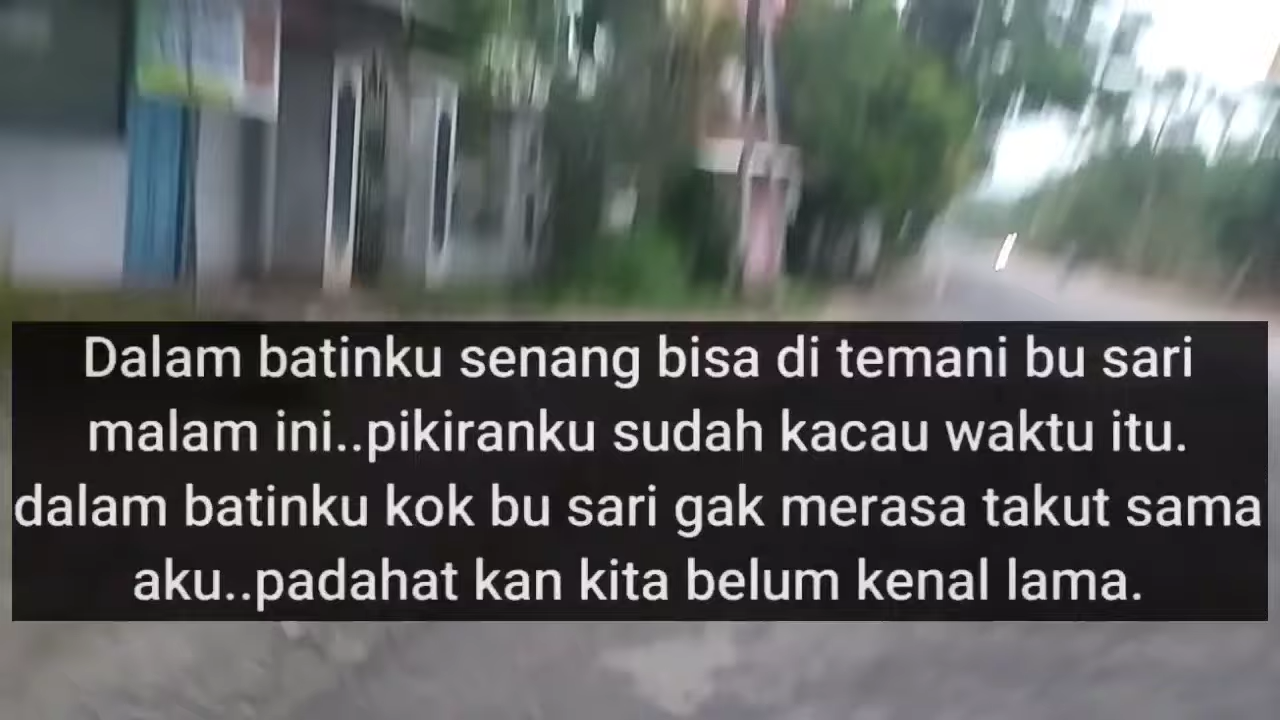 Dalam batinku senang bisa di temani bu sari
malam ini..pikiranku sudah kacau waktu itu.
dalam batinku kok bu sari gak merasa takut sama
aku..padahat kan kita belum kenal lama.